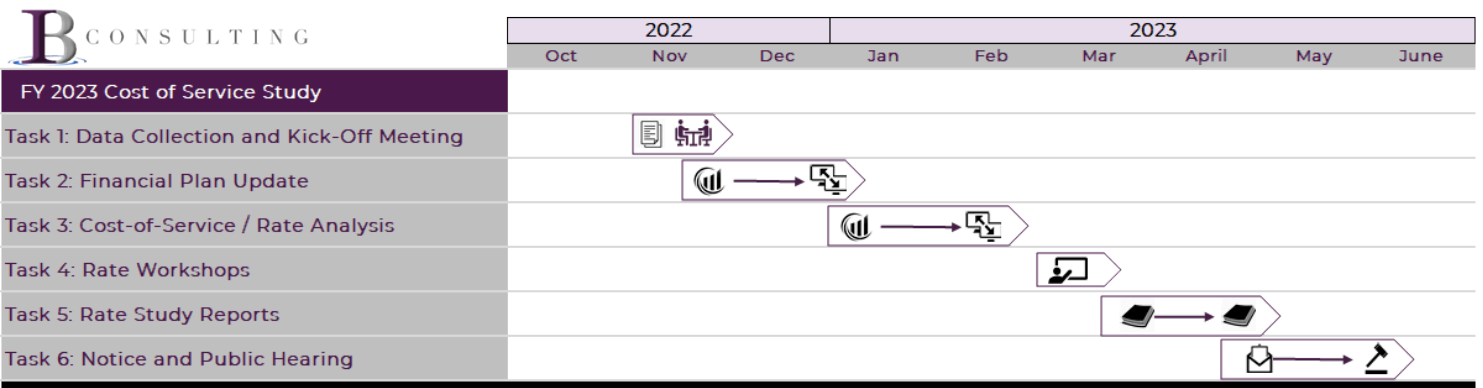 B CONSULTING
2022 2023
Oct Nov Dec Jan Feb Mar April May June
FY 2023 Cost of Service Study
Task 1: Data Collection and Kick-Off Meeting
Task 2: Financial Plan Update
Task 3: Cost-of-Service / Rate Analysis
Task 4: Rate Workshops
Task 5: Rate Study Reports
Task 6: Notice and Public Hearing